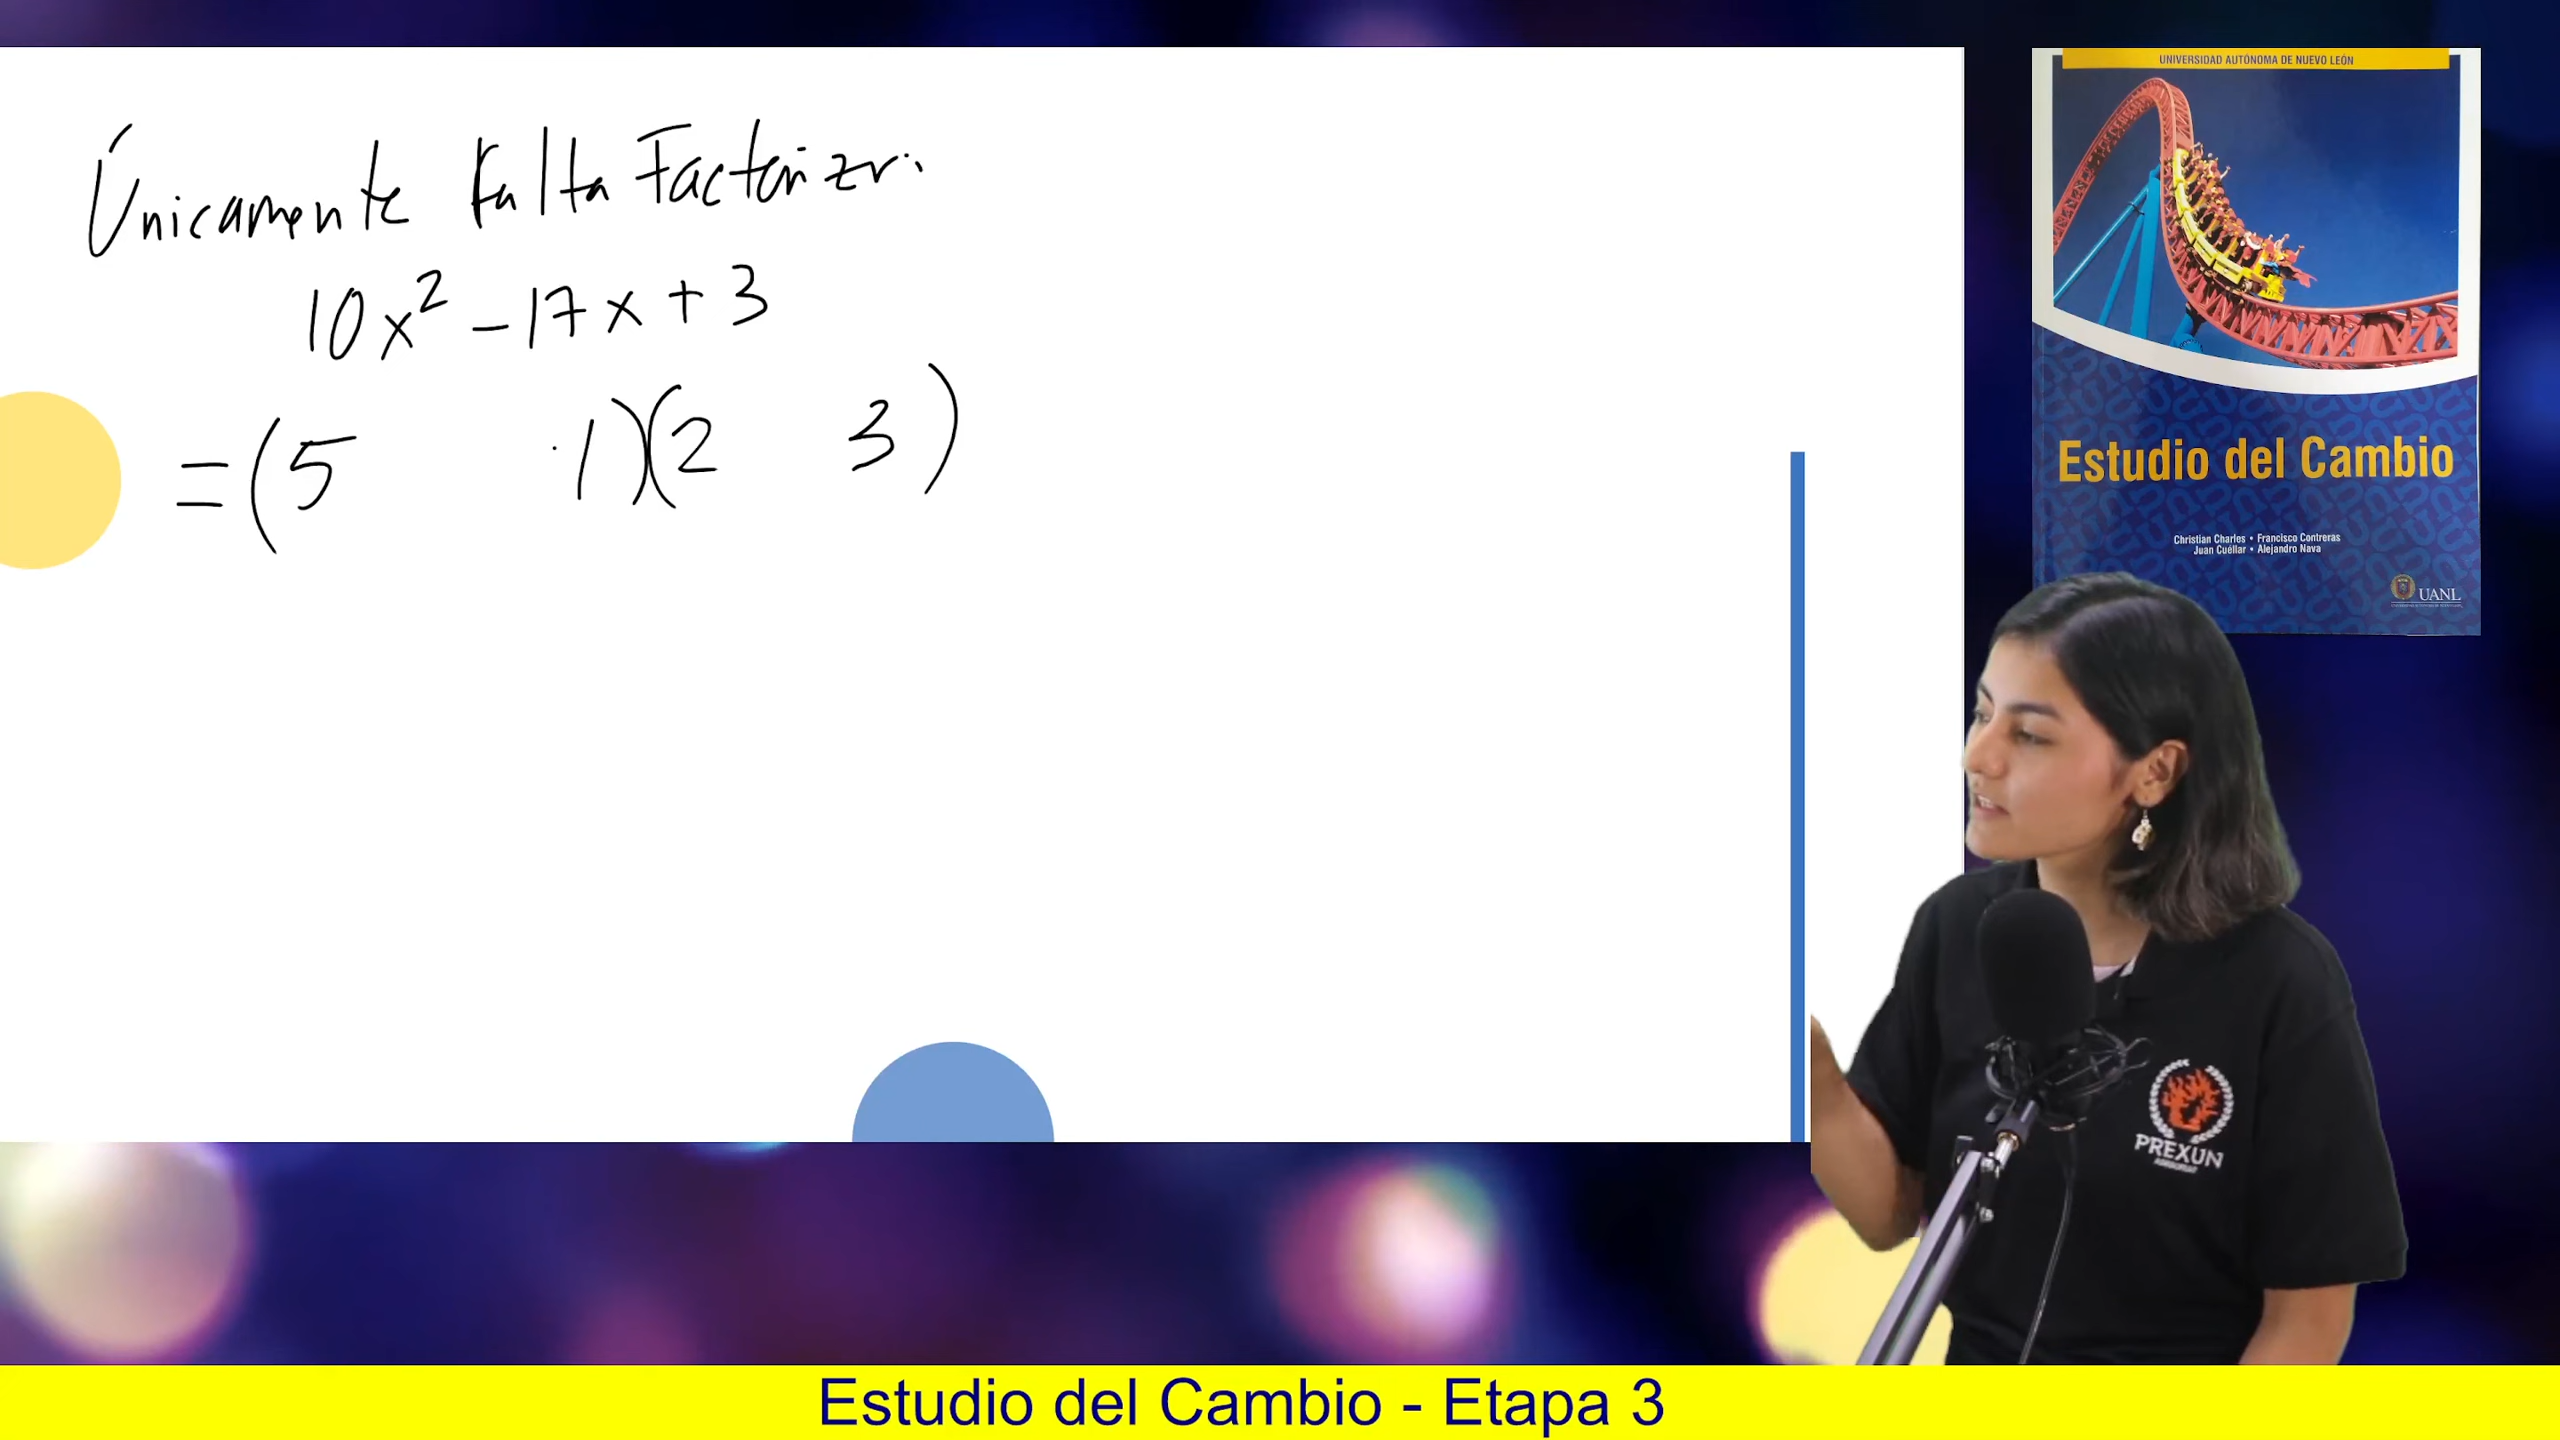 Únicamente Falta Factorizr.
10x² - 17x + 3
= (5 1)(2 3)
UNIVERSIDAD AUTÓNOMA DE NUEVO LEÓN
Estudio del Cambio
Christian Charles • Francisco Contreras
Juan Cuéllar • Alejandro Nava
UANL
PREXUN
Estudio del Cambio - Etapa 3